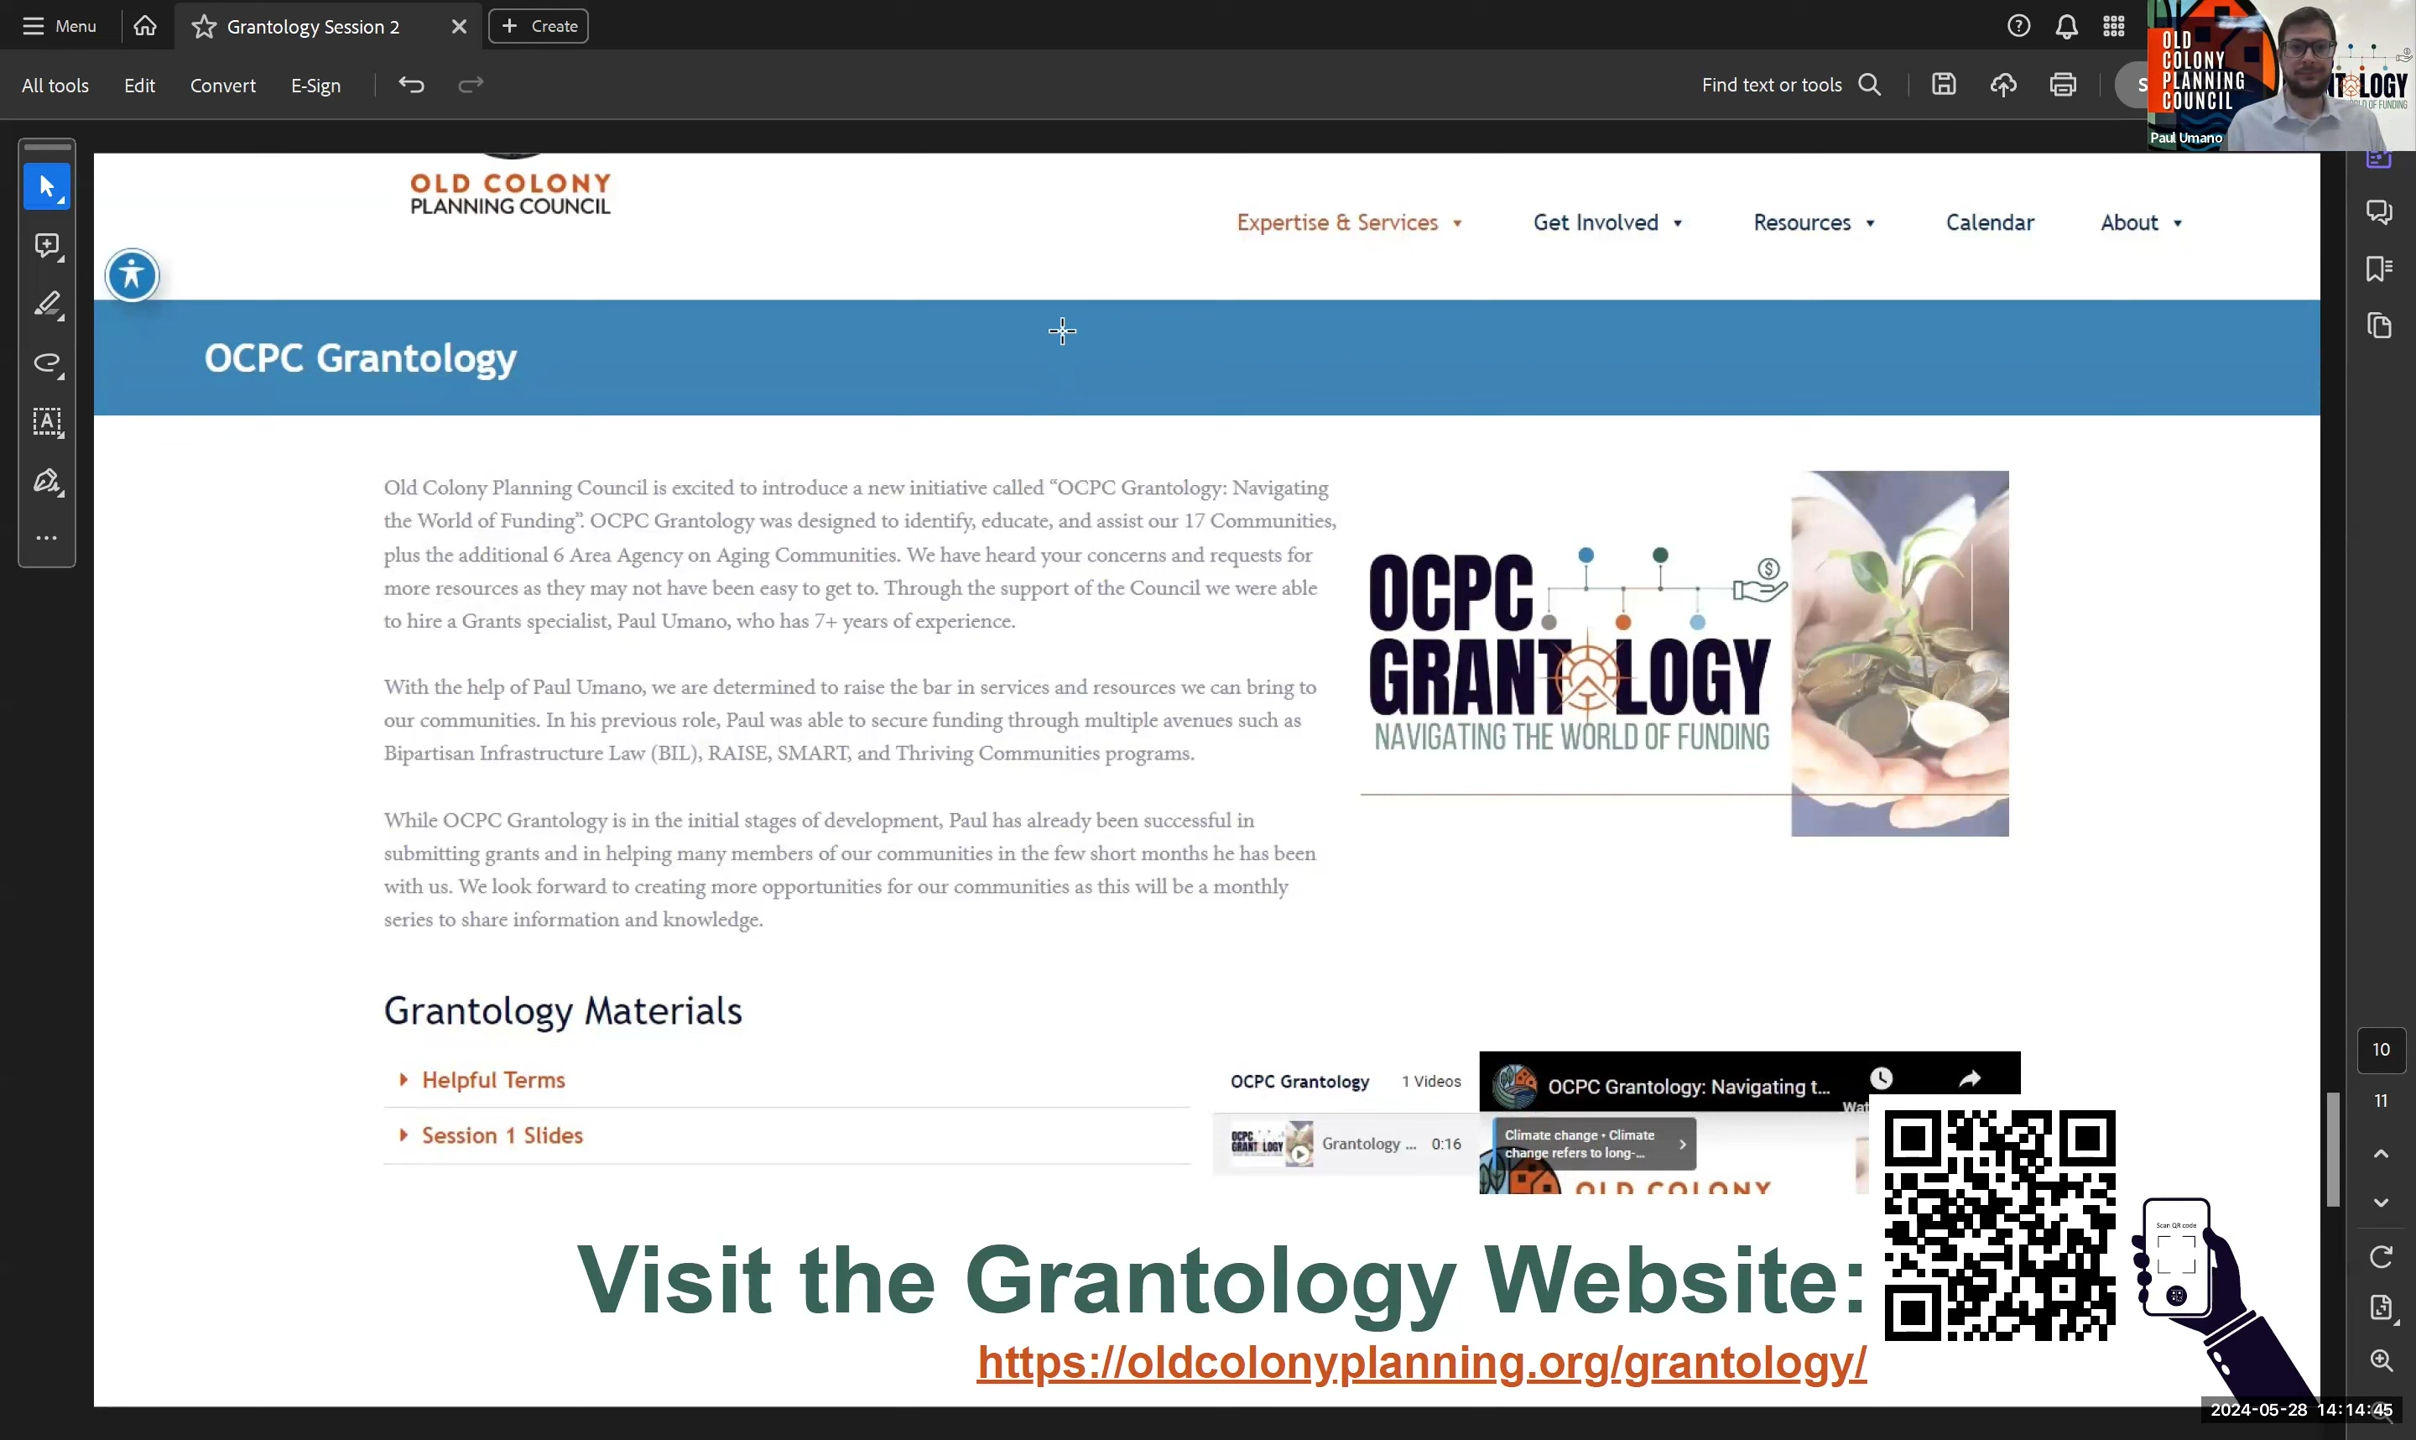 Menu
Grantology Session 2
Create
All tools
Edit
Convert
E-Sign
Find text or tools
OLD
COLONY
PLANNING
COUNCIL
LOGY
OF FUNDING
Paul Umano
OLD COLONY
PLANNING COUNCIL
Expertise & Services
Get Involved
Resources
Calendar
About
OCPC Grantology
Old Colony Planning Council is excited to introduce a new initiative called “OCPC Grantology: Navigating
the World of Funding”. OCPC Grantology was designed to identify, educate, and assist our 17 Communities,
plus the additional 6 Area Agency on Aging Communities. We have heard your concerns and requests for
more resources as they may not have been easy to get to. Through the support of the Council we were able
to hire a Grants specialist, Paul Umano, who has 7+ years of experience.
With the help of Paul Umano, we are determined to raise the bar in services and resources we can bring to
our communities. In his previous role, Paul was able to secure funding through multiple avenues such as
Bipartisan Infrastructure Law (BIL), RAISE, SMART, and Thriving Communities programs.
While OCPC Grantology is in the initial stages of development, Paul has already been successful in
submitting grants and in helping many members of our communities in the few short months he has been
with us. We look forward to creating more opportunities for our communities as this will be a monthly
series to share information and knowledge.
OCPC
GRANTOLOGY
NAVIGATING THE WORLD OF FUNDING
Grantology Materials
Helpful Terms
Session 1 Slides
OCPC Grantology
1 Videos
Grantology ...
0:16
OCPC Grantology: Navigating t...
Climate change • Climate
change refers to long-...
OLD COLONY
Scan QR code
Visit the Grantology Website:
https://oldcolonyplanning.org/grantology/
10
11
2024-05-28 14:14:45